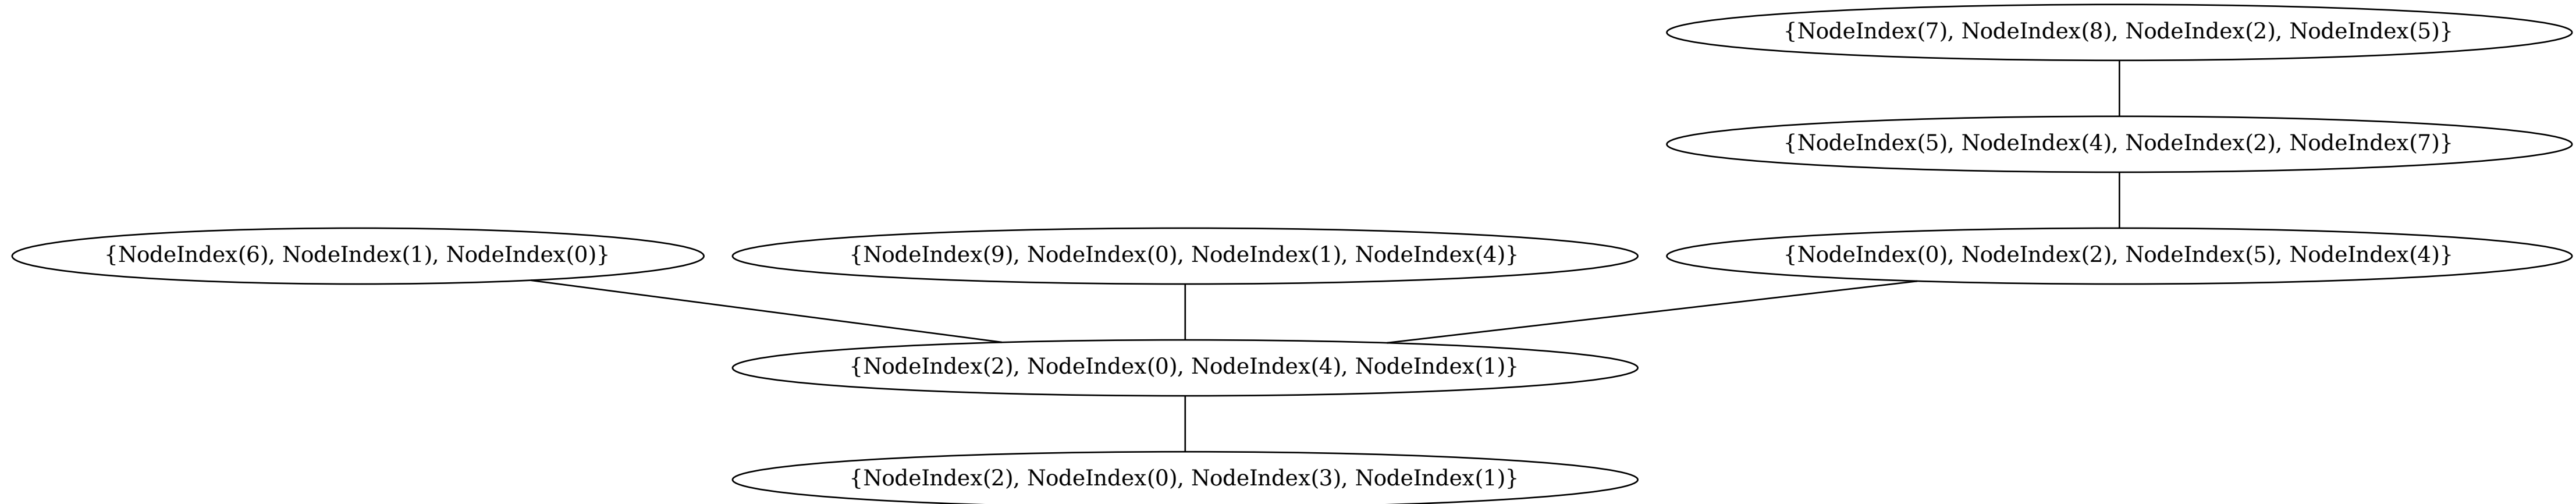 {NodeIndex(7), NodeIndex(8), NodeIndex(2), NodeIndex(5)}
{NodeIndex(5), NodeIndex(4), NodeIndex(2), NodeIndex(7)}
{NodeIndex(6), NodeIndex(1), NodeIndex(0)}
{NodeIndex(9), NodeIndex(0), NodeIndex(1), NodeIndex(4)}
{NodeIndex(0), NodeIndex(2), NodeIndex(5), NodeIndex(4)}
{NodeIndex(2), NodeIndex(0), NodeIndex(4), NodeIndex(1)}
{NodeIndex(2), NodeIndex(0), NodeIndex(3), NodeIndex(1)}